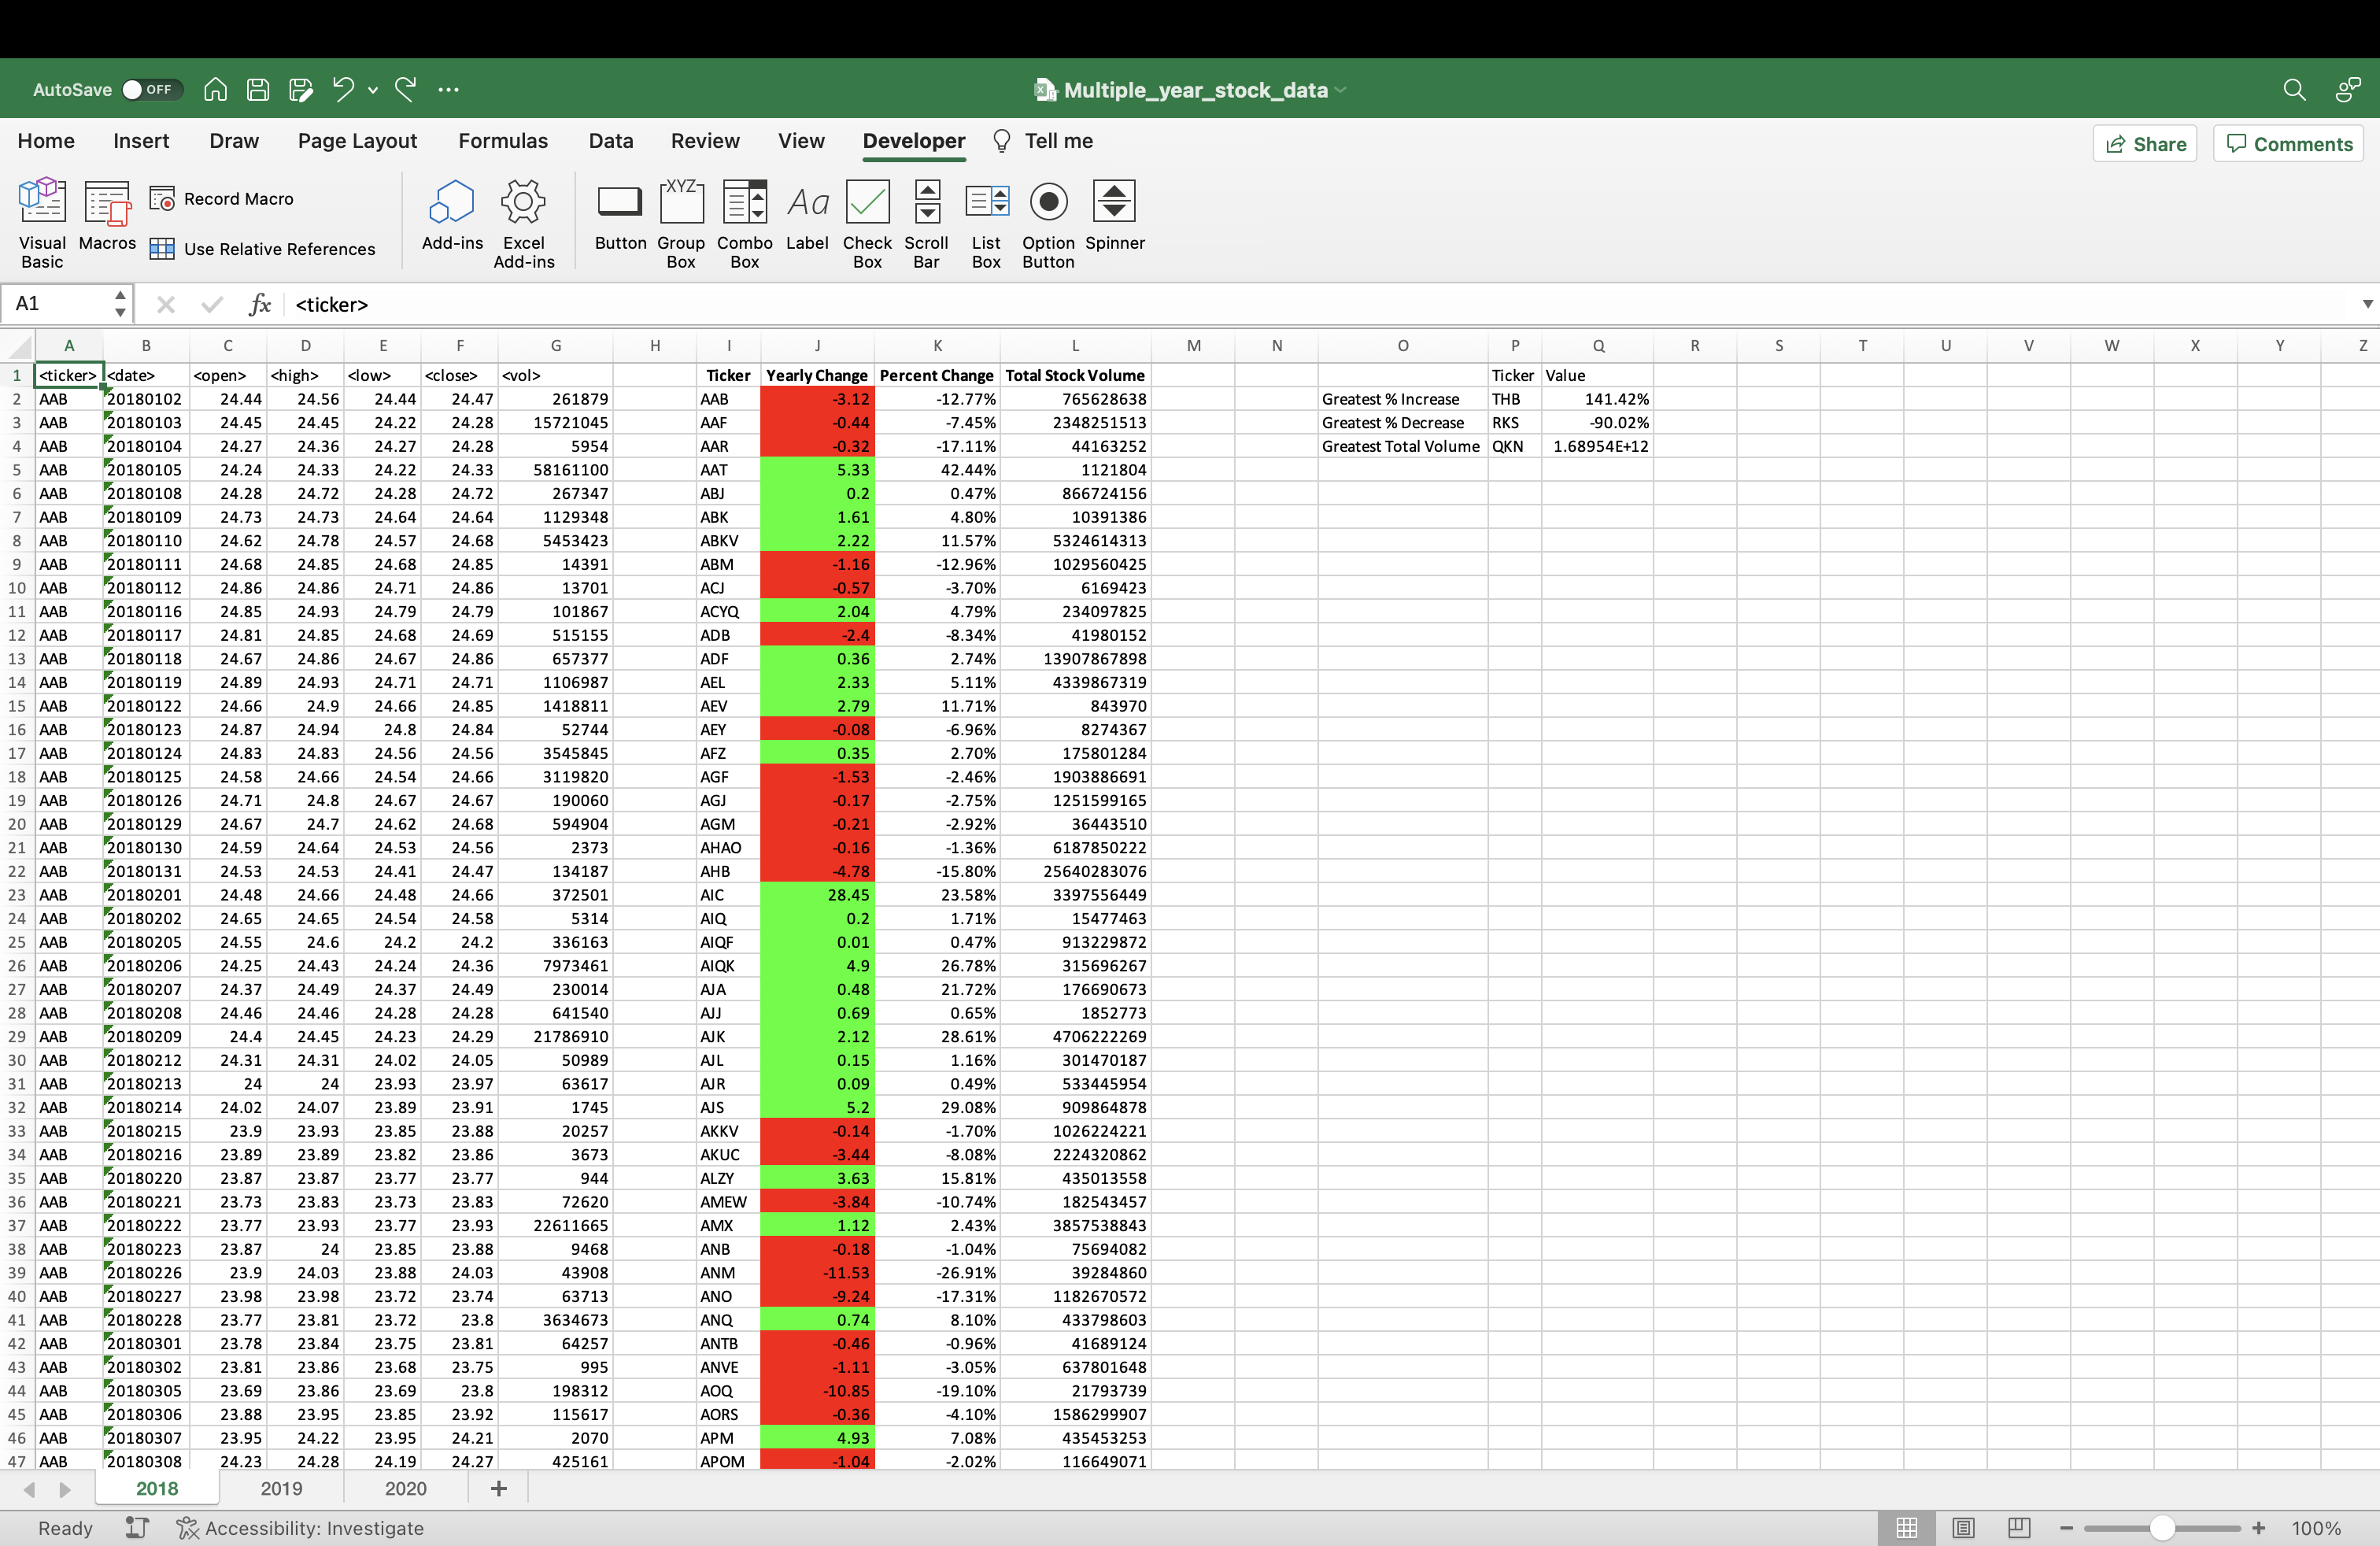 AutoSave OFF Multiple_year_stock_data
Home Insert Draw Page Layout Formulas Data Review View Developer Tell me Share Comments
Visual Basic Macros Record Macro Use Relative References Add-ins Excel Add-ins Button Group Box Combo Box Label Check Box Scroll Bar List Box Option Button Spinner
XYZ Aa
A1 fx <ticker>
A B C D E F G H I J K L M N O P Q R S T U V W X Y Z
1 <ticker> <date> <open> <high> <low> <close> <vol> Ticker Yearly Change Percent Change Total Stock Volume Ticker Value
2 AAB 20180102 24.44 24.56 24.44 24.47 261879 AAB -3.12 -12.77% 765628638 Greatest % Increase THB 141.42%
3 AAB 20180103 24.45 24.45 24.22 24.28 15721045 AAF -0.44 -7.45% 2348251513 Greatest % Decrease RKS -90.02%
4 AAB 20180104 24.27 24.36 24.27 24.28 5954 AAR -0.32 -17.11% 44163252 Greatest Total Volume QKN 1.68954E+12
5 AAB 20180105 24.24 24.33 24.22 24.33 58161100 AAT 5.33 42.44% 1121804
6 AAB 20180108 24.28 24.72 24.28 24.72 267347 ABJ 0.2 0.47% 866724156
7 AAB 20180109 24.73 24.73 24.64 24.64 1129348 ABK 1.61 4.80% 10391386
8 AAB 20180110 24.62 24.78 24.57 24.68 5453423 ABKV 2.22 11.57% 5324614313
9 AAB 20180111 24.68 24.85 24.68 24.85 14391 ABM -1.16 -12.96% 1029560425
10 AAB 20180112 24.86 24.86 24.71 24.86 13701 ACJ -0.57 -3.70% 6169423
11 AAB 20180116 24.85 24.93 24.79 24.79 101867 ACYQ 2.04 4.79% 234097825
12 AAB 20180117 24.81 24.85 24.68 24.69 515155 ADB -2.4 -8.34% 41980152
13 AAB 20180118 24.67 24.86 24.67 24.86 657377 ADF 0.36 2.74% 13907867898
14 AAB 20180119 24.89 24.93 24.71 24.71 1106987 AEL 2.33 5.11% 4339867319
15 AAB 20180122 24.66 24.9 24.66 24.85 1418811 AEV 2.79 11.71% 843970
16 AAB 20180123 24.87 24.94 24.8 24.84 52744 AEY -0.08 -6.96% 8274367
17 AAB 20180124 24.83 24.83 24.56 24.56 3545845 AFZ 0.35 2.70% 175801284
18 AAB 20180125 24.58 24.66 24.54 24.66 3119820 AGF -1.53 -2.46% 1903886691
19 AAB 20180126 24.71 24.8 24.67 24.67 190060 AGJ -0.17 -2.75% 1251599165
20 AAB 20180129 24.67 24.7 24.62 24.68 594904 AGM -0.21 -2.92% 36443510
21 AAB 20180130 24.59 24.64 24.53 24.56 2373 AHAO -0.16 -1.36% 6187850222
22 AAB 20180131 24.53 24.53 24.41 24.47 134187 AHB -4.78 -15.80% 25640283076
23 AAB 20180201 24.48 24.66 24.48 24.66 372501 AIC 28.45 23.58% 3397556449
24 AAB 20180202 24.65 24.65 24.54 24.58 5314 AIQ 0.2 1.71% 15477463
25 AAB 20180205 24.55 24.6 24.2 24.2 336163 AIQF 0.01 0.47% 913229872
26 AAB 20180206 24.25 24.43 24.24 24.36 7973461 AIQK 4.9 26.78% 315696267
27 AAB 20180207 24.37 24.49 24.37 24.49 230014 AJA 0.48 21.72% 176690673
28 AAB 20180208 24.46 24.46 24.28 24.28 641540 AJJ 0.69 0.65% 1852773
29 AAB 20180209 24.4 24.45 24.23 24.29 21786910 AJK 2.12 28.61% 4706222269
30 AAB 20180212 24.31 24.31 24.02 24.05 50989 AJL 0.15 1.16% 301470187
31 AAB 20180213 24 24 23.93 23.97 63617 AJR 0.09 0.49% 533445954
32 AAB 20180214 24.02 24.07 23.89 23.91 1745 AJS 5.2 29.08% 909864878
33 AAB 20180215 23.9 23.93 23.85 23.88 20257 AKKV -0.14 -1.70% 1026224221
34 AAB 20180216 23.89 23.89 23.82 23.86 3673 AKUC -3.44 -8.08% 2224320862
35 AAB 20180220 23.87 23.87 23.77 23.77 944 ALZY 3.63 15.81% 435013558
36 AAB 20180221 23.73 23.83 23.73 23.83 72620 AMEW -3.84 -10.74% 182543457
37 AAB 20180222 23.77 23.93 23.77 23.93 22611665 AMX 1.12 2.43% 3857538843
38 AAB 20180223 23.87 24 23.85 23.88 9468 ANB -0.18 -1.04% 75694082
39 AAB 20180226 23.9 24.03 23.88 24.03 43908 ANM -11.53 -26.91% 39284860
40 AAB 20180227 23.98 23.98 23.72 23.74 63713 ANO -9.24 -17.31% 1182670572
41 AAB 20180228 23.77 23.81 23.72 23.8 3634673 ANQ 0.74 8.10% 433798603
42 AAB 20180301 23.78 23.84 23.75 23.81 64257 ANTB -0.46 -0.96% 41689124
43 AAB 20180302 23.81 23.86 23.68 23.75 995 ANVE -1.11 -3.05% 637801648
44 AAB 20180305 23.69 23.86 23.69 23.8 198312 AOQ -10.85 -19.10% 21793739
45 AAB 20180306 23.88 23.95 23.85 23.92 115617 AORS -0.36 -4.10% 1586299907
46 AAB 20180307 23.95 24.22 23.95 24.21 2070 APM 4.93 7.08% 435453253
47 AAB 20180308 24.23 24.28 24.19 24.27 425161 APOM -1.04 -2.02% 116649071
2018 2019 2020 +
Ready Accessibility: Investigate 100%